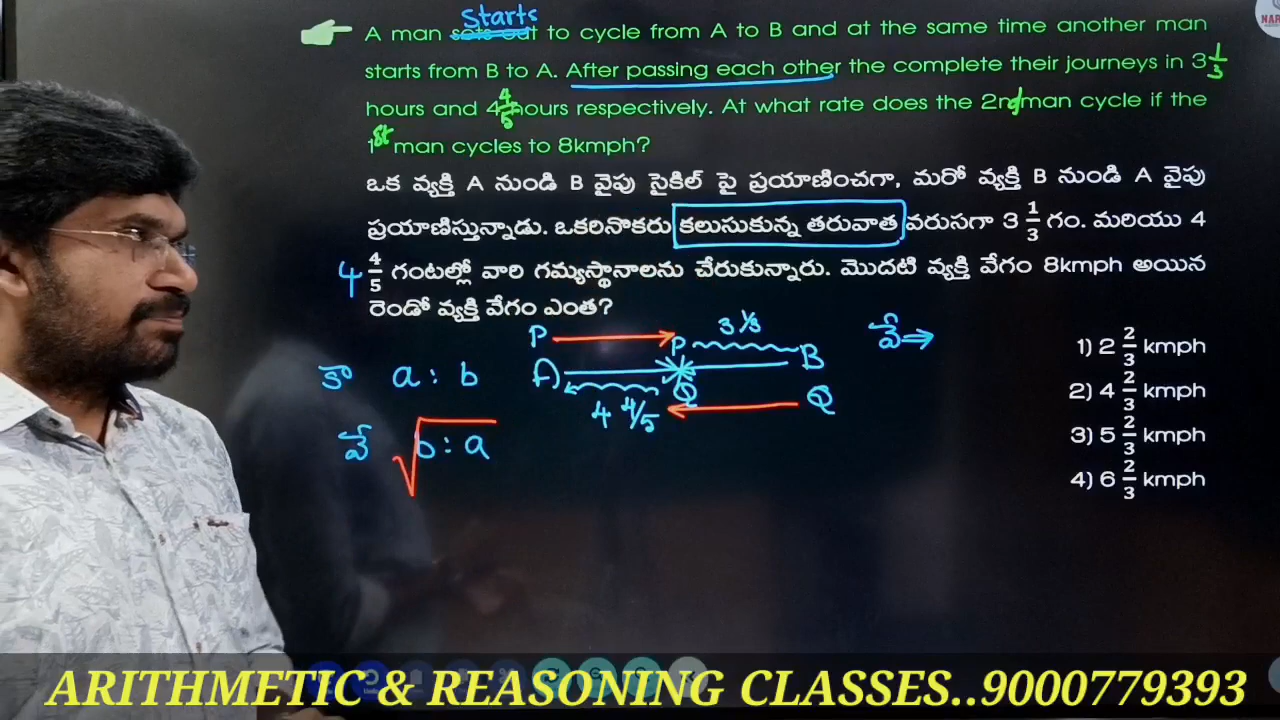 Starts
A man sets out to cycle from A to B and at the same time another man
starts from B to A. After passing each other the complete their journeys in 3 1/3
hours and 4 4/5 hours respectively. At what rate does the 2nd man cycle if the
1st man cycles to 8kmph?
ఒక వ్యక్తి A నుండి B వైపు సైకిల్ పై ప్రయాణించగా, మరో వ్యక్తి B నుండి A వైపు
ప్రయాణిస్తున్నాడు. ఒకరినొకరు కలుసుకున్న తరువాత వరుసగా 3 1/3 గం. మరియు 4
4 4/5 గంటల్లో వారి గమ్యస్థానాలను చేరుకున్నారు. మొదటి వ్యక్తి వేగం 8kmph అయిన
రెండో వ్యక్తి వేగం ఎంత?
P P 3 1/3 వే⇒
1) 2 2/3 kmph
కా a : b A B
Q Q
4 4/5
2) 4 2/3 kmph
వే √b : a
3) 5 2/3 kmph
4) 6 2/3 kmph
ARITHMETIC & REASONING CLASSES..9000779393